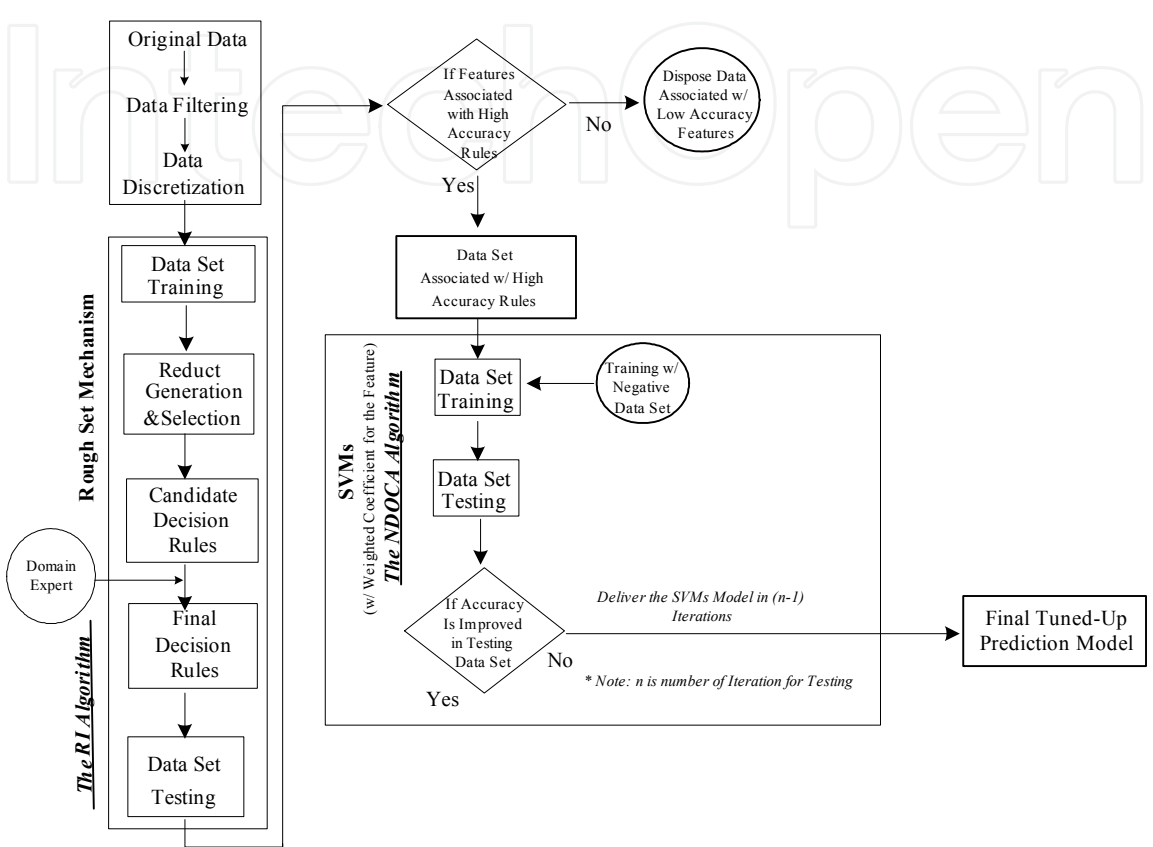 IntechOpen
Original Data
Data Filtering
Data
Discretization
Rough Set Mechanism
The RI Algorithm
Data Set
Training
Reduct
Generation
&Selection
Candidate
Decision
Rules
Domain
Expert
Final
Decision
Rules
Data Set
Testing
If Features
Associated
with High
Accuracy
Rules
No
Dispose Data
Associated w/
Low Accuracy
Features
Yes
Data Set
Associated w/ High
Accuracy Rules
SVMs
(w/ Weighted Coefficient for the Feature)
The NDOCA Algorithm
Data Set
Training
Training w/
Negative
Data Set
Data Set
Testing
If Accuracy
Is Improved
in Testing
Data Set
Yes
No
Deliver the SVMs Model in (n-1)
Iterations
* Note: n is number of Iteration for Testing
Final Tuned-Up
Prediction Model